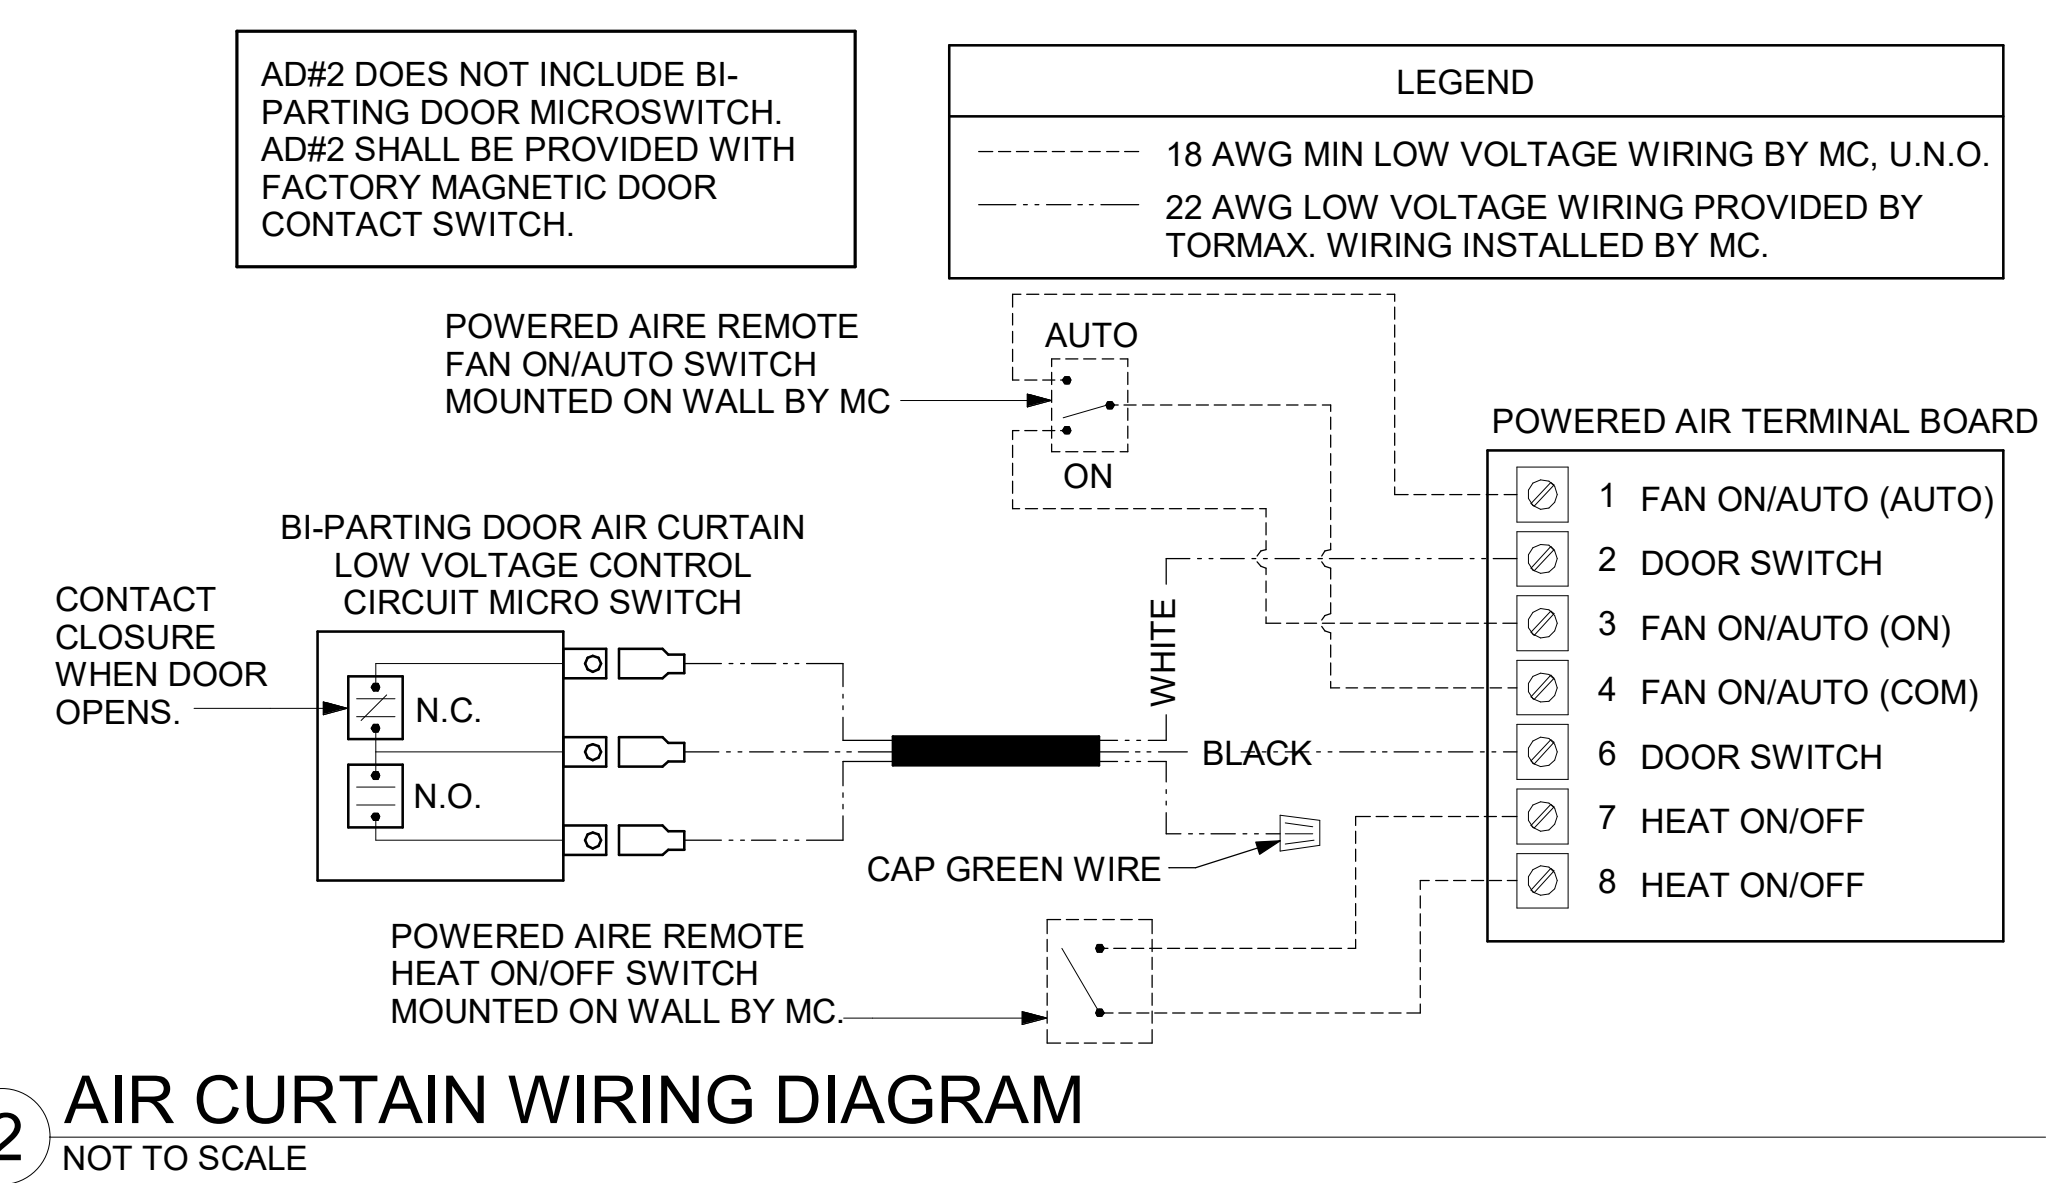 AD#2 DOES NOT INCLUDE BI-
PARTING DOOR MICROSWITCH.
AD#2 SHALL BE PROVIDED WITH
FACTORY MAGNETIC DOOR
CONTACT SWITCH.
LEGEND
18 AWG MIN LOW VOLTAGE WIRING BY MC, U.N.O.
22 AWG LOW VOLTAGE WIRING PROVIDED BY
TORMAX. WIRING INSTALLED BY MC.
POWERED AIRE REMOTE
FAN ON/AUTO SWITCH
MOUNTED ON WALL BY MC
AUTO
ON
POWERED AIR TERMINAL BOARD
1 FAN ON/AUTO (AUTO)
2 DOOR SWITCH
3 FAN ON/AUTO (ON)
4 FAN ON/AUTO (COM)
6 DOOR SWITCH
7 HEAT ON/OFF
8 HEAT ON/OFF
BI-PARTING DOOR AIR CURTAIN
LOW VOLTAGE CONTROL
CIRCUIT MICRO SWITCH
CONTACT
CLOSURE
WHEN DOOR
OPENS.
N.C.
N.O.
WHITE
BLACK
CAP GREEN WIRE
POWERED AIRE REMOTE
HEAT ON/OFF SWITCH
MOUNTED ON WALL BY MC.
2 AIR CURTAIN WIRING DIAGRAM
NOT TO SCALE